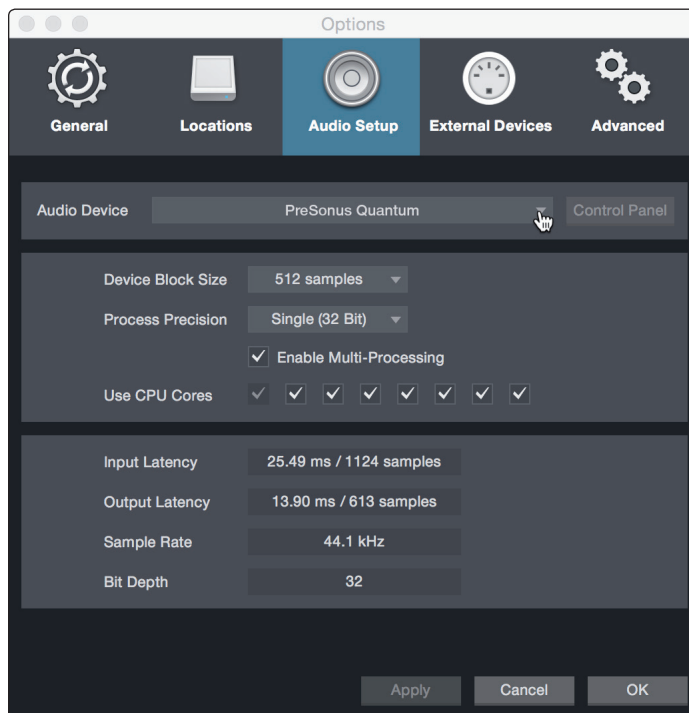 Options
General Locations Audio Setup External Devices Advanced
Audio Device PreSonus Quantum Control Panel
Device Block Size 512 samples
Process Precision Single (32 Bit)
Enable Multi-Processing
Use CPU Cores
Input Latency 25.49 ms / 1124 samples
Output Latency 13.90 ms / 613 samples
Sample Rate 44.1 kHz
Bit Depth 32
Apply Cancel OK